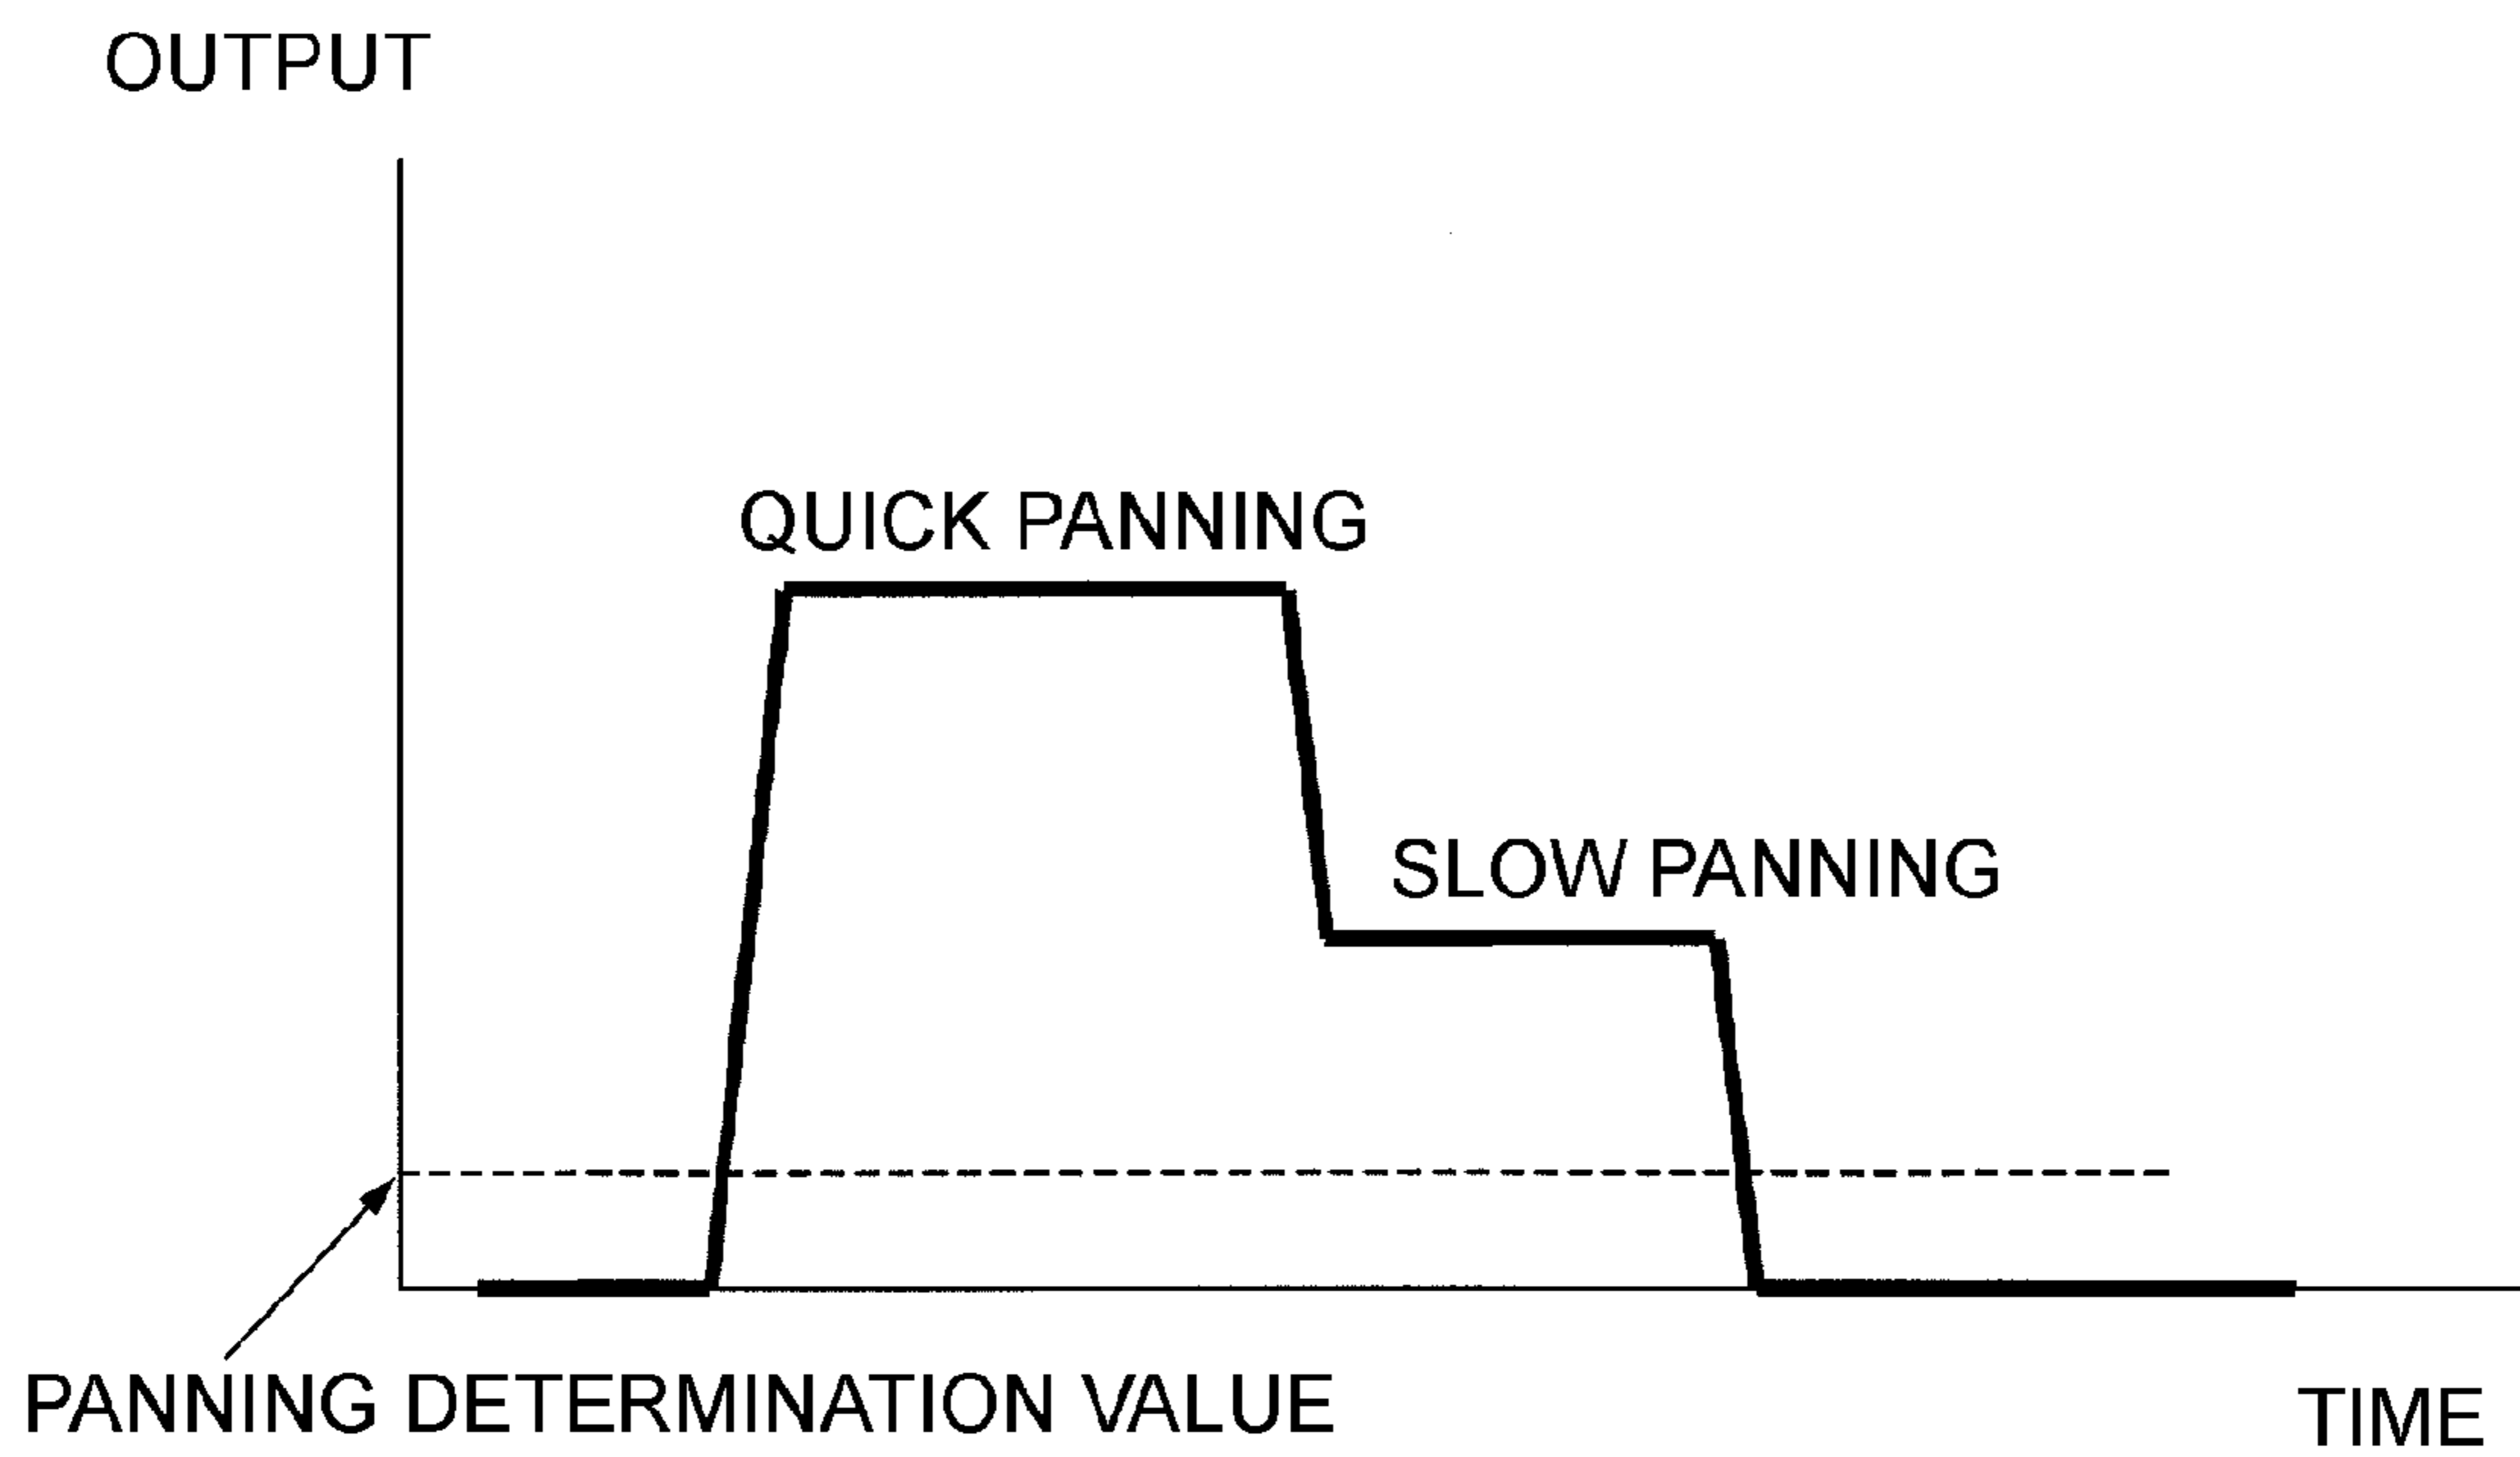 OUTPUT
QUICK PANNING
SLOW PANNING
PANNING DETERMINATION VALUE
TIME